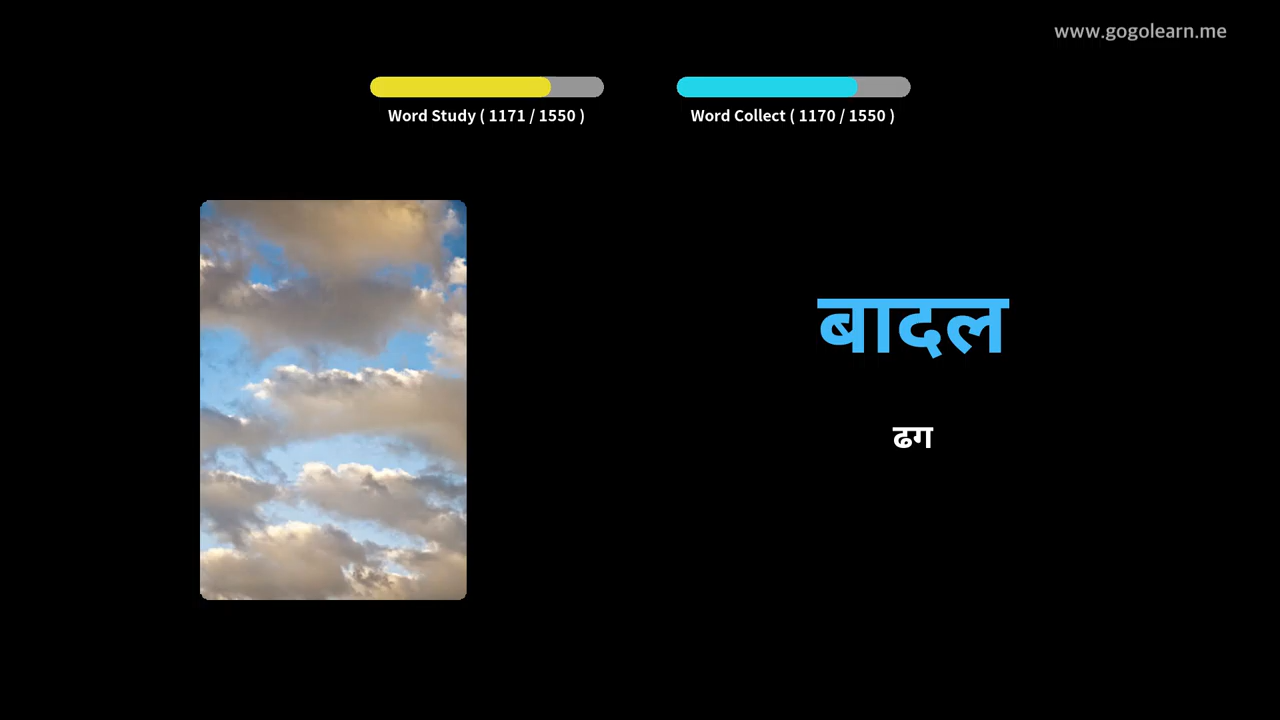 www.gogolearn.me
Word Study ( 1171 / 1550 )
Word Collect ( 1170 / 1550 )
बादल
ढग